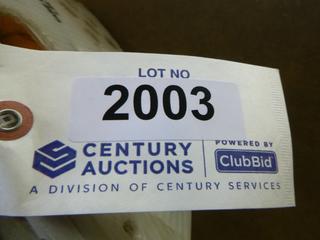 LOT NO
2003
CENTURY
AUCTIONS
POWERED BY
ClubBid
A DIVISION OF CENTURY SERVICES